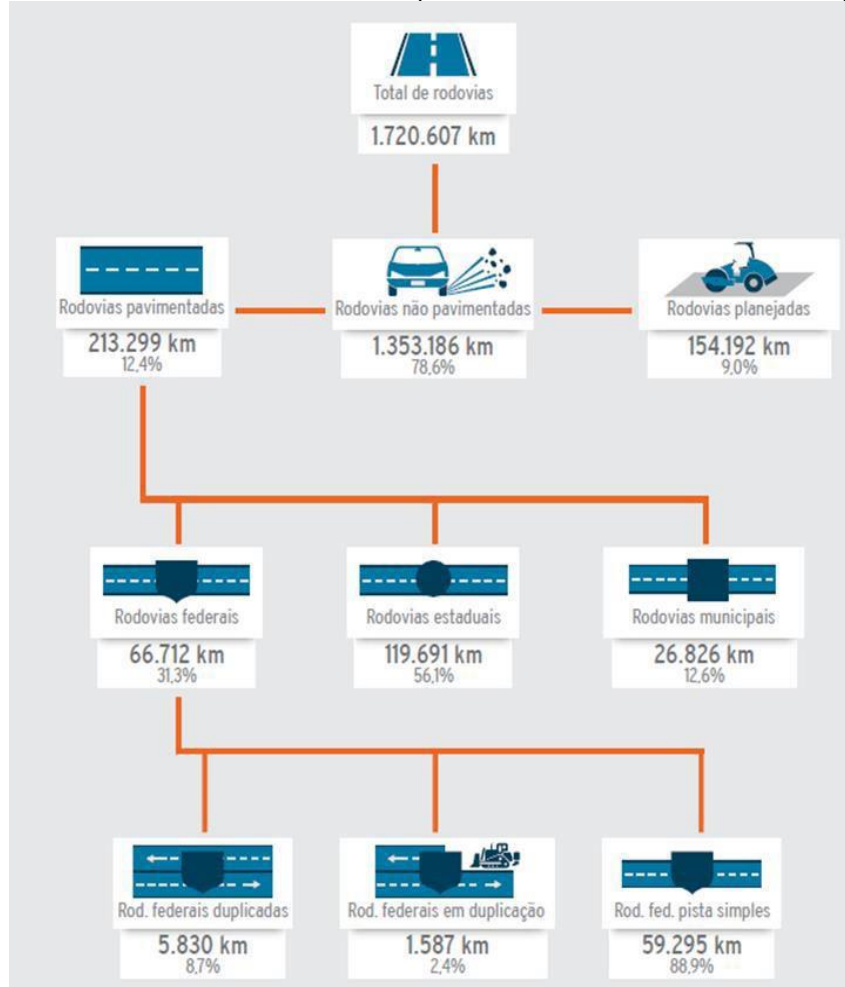 Total de rodovias
1.720.607 km
Rodovias pavimentadas
213.299 km
12,4%
Rodovias não pavimentadas
1.353.186 km
78,6%
Rodovias planejadas
154.192 km
9,0%
Rodovias federais
66.712 km
31,3%
Rodovias estaduais
119.691 km
56,1%
Rodovias municipais
26.826 km
12,6%
Rod. federais duplicadas
5.830 km
8,7%
Rod. federais em duplicação
1.587 km
2,4%
Rod. fed. pista simples
59.295 km
88,9%